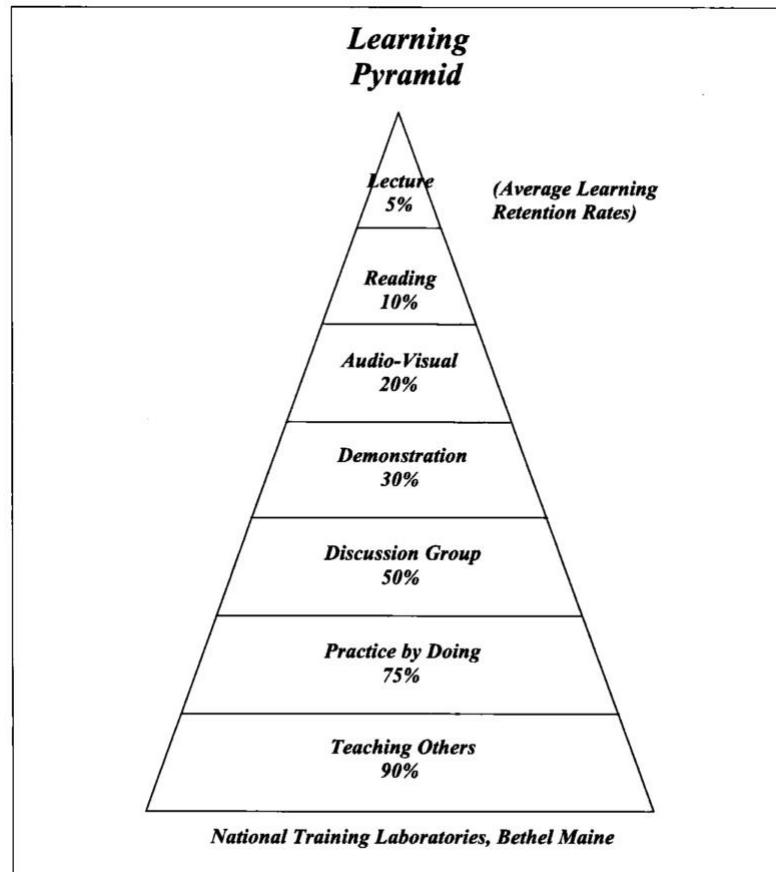 Learning
Pyramid
Lecture
5%
(Average Learning
Retention Rates)
Reading
10%
Audio-Visual
20%
Demonstration
30%
Discussion Group
50%
Practice by Doing
75%
Teaching Others
90%
National Training Laboratories, Bethel Maine